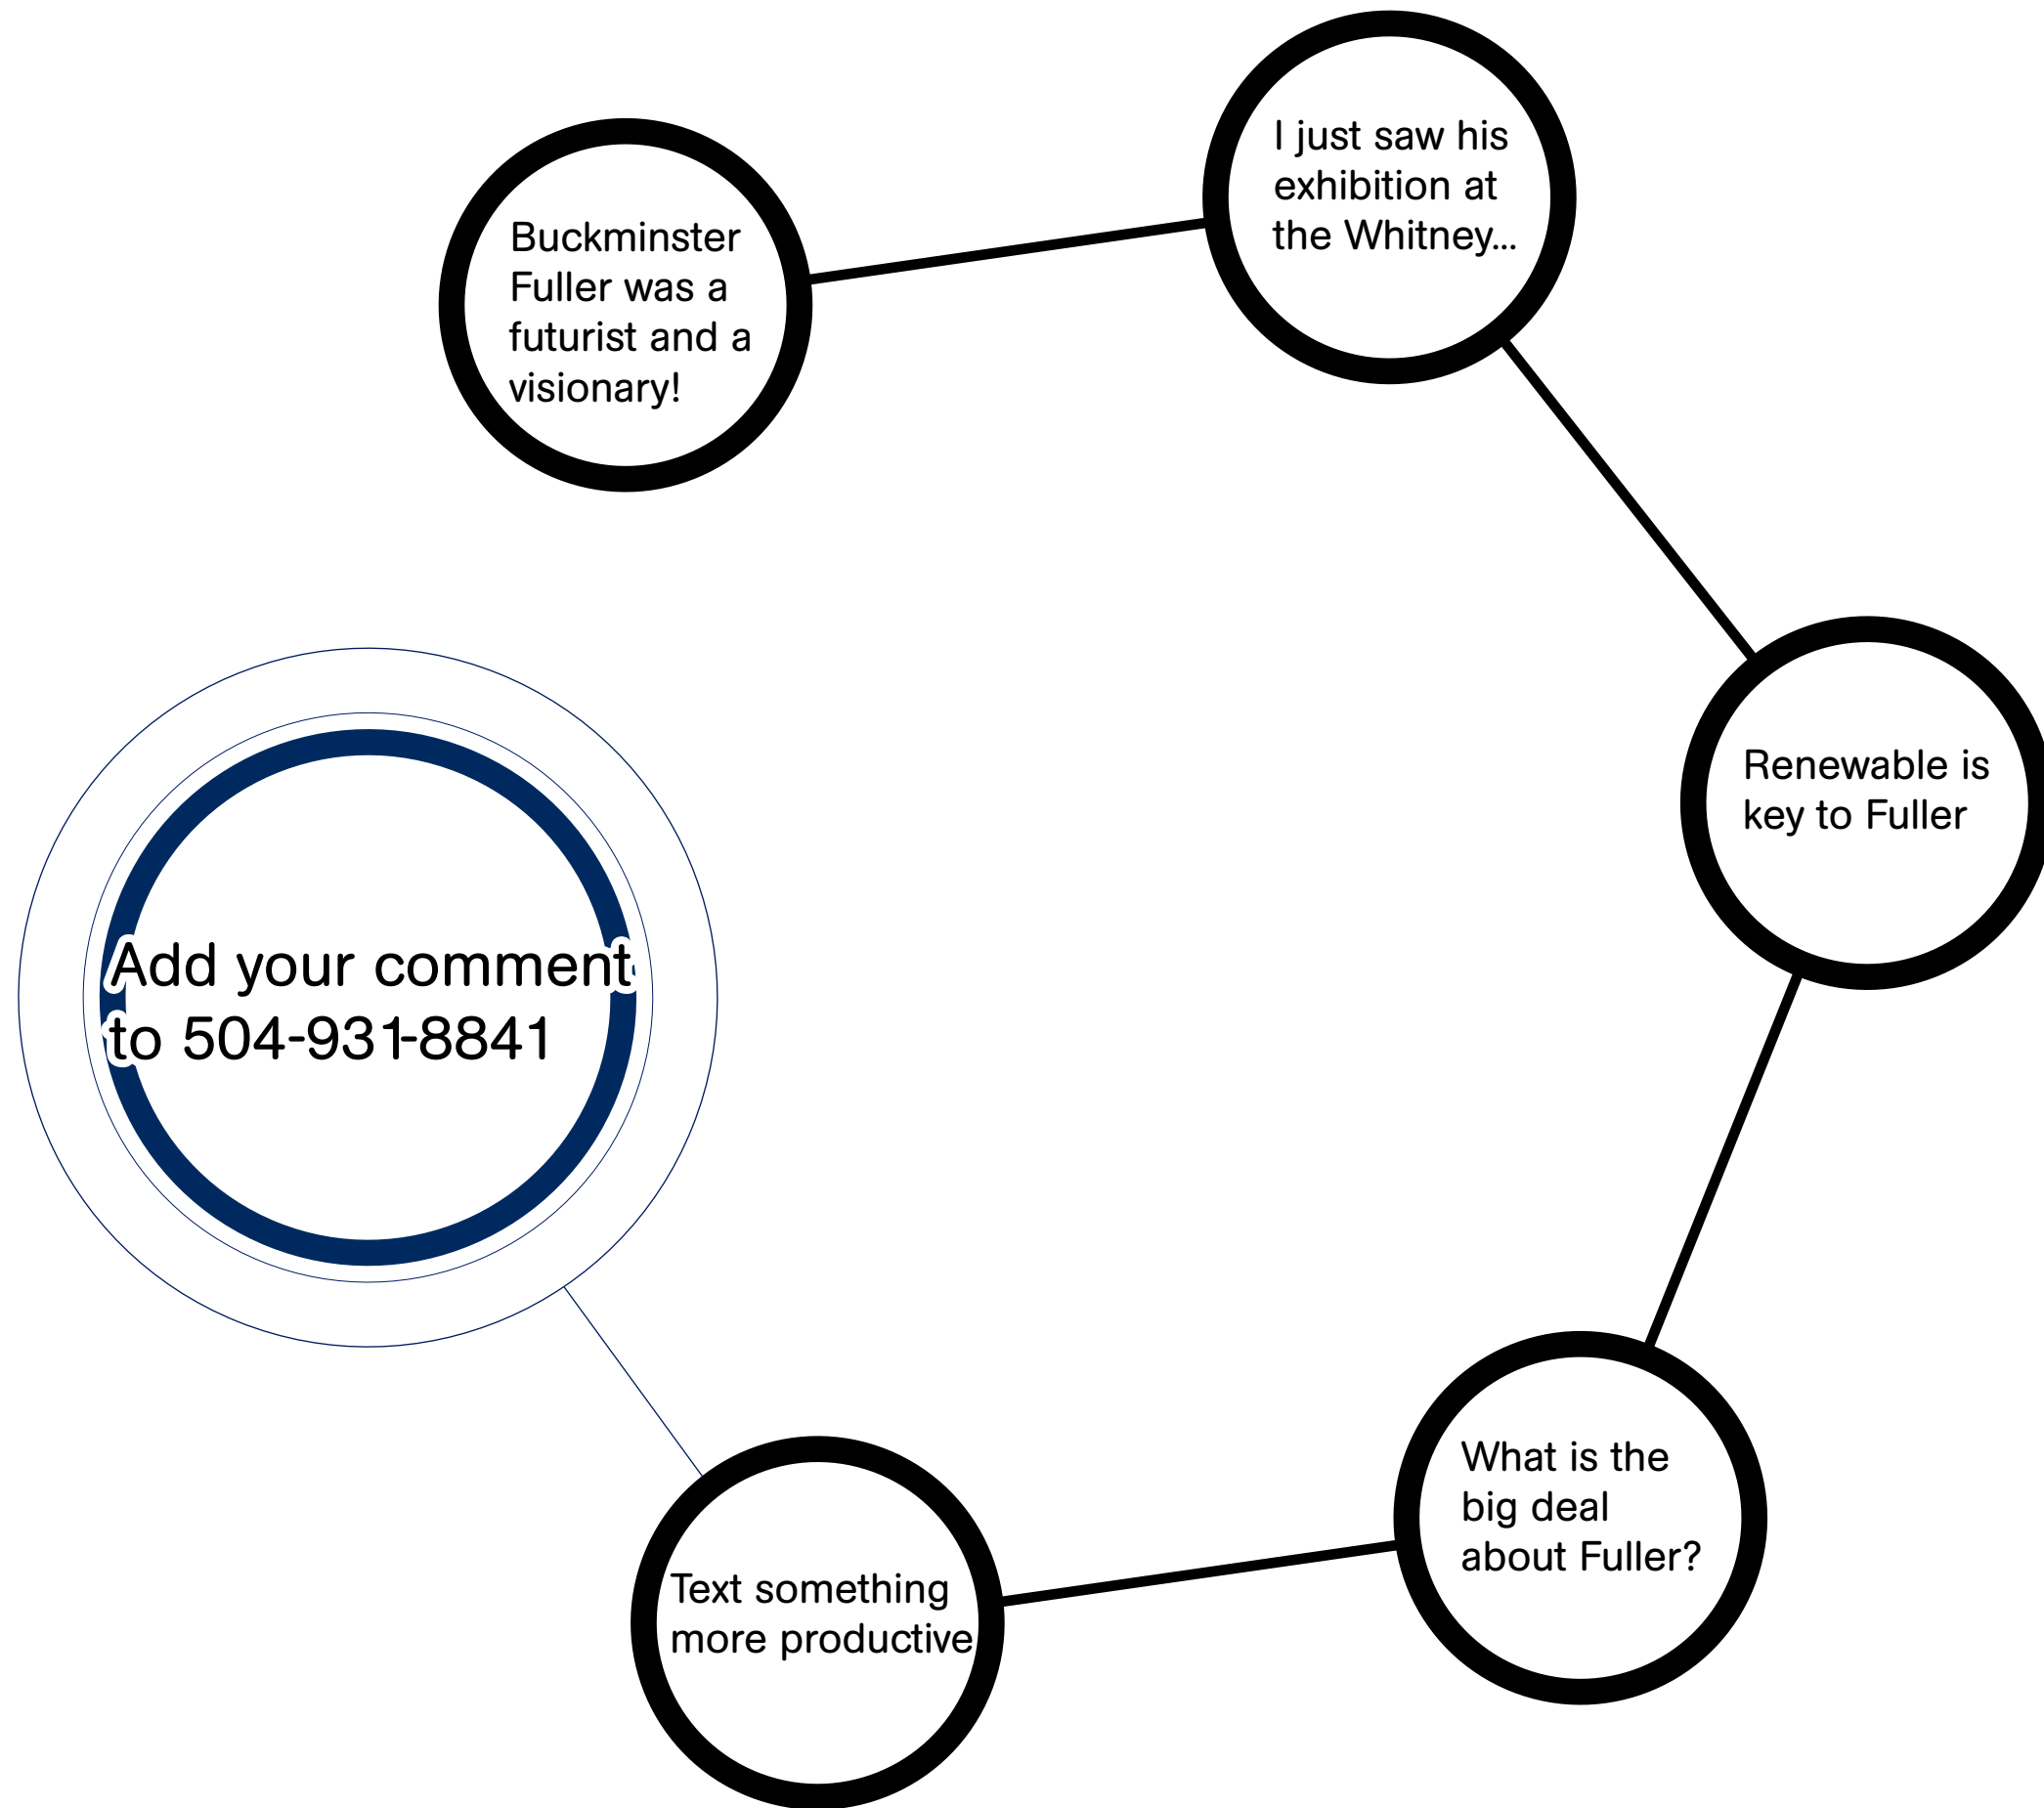 Buckminster
Fuller was a
futurist and a
visionary!
I just saw his
exhibition at
the Whitney...
Renewable is
key to Fuller
What is the
big deal
about Fuller?
Text something
more productive
Add your comment
to 504-931-8841